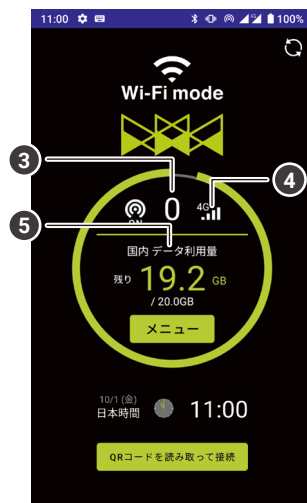 11:00 100%
Wi-Fi mode
3
4
ON 0 4G
5
国内 データ利用量
残り 19.2 GB
/ 20.0GB
メニュー
10/1 (金)
日本時間 11:00
QRコードを読み取って接続